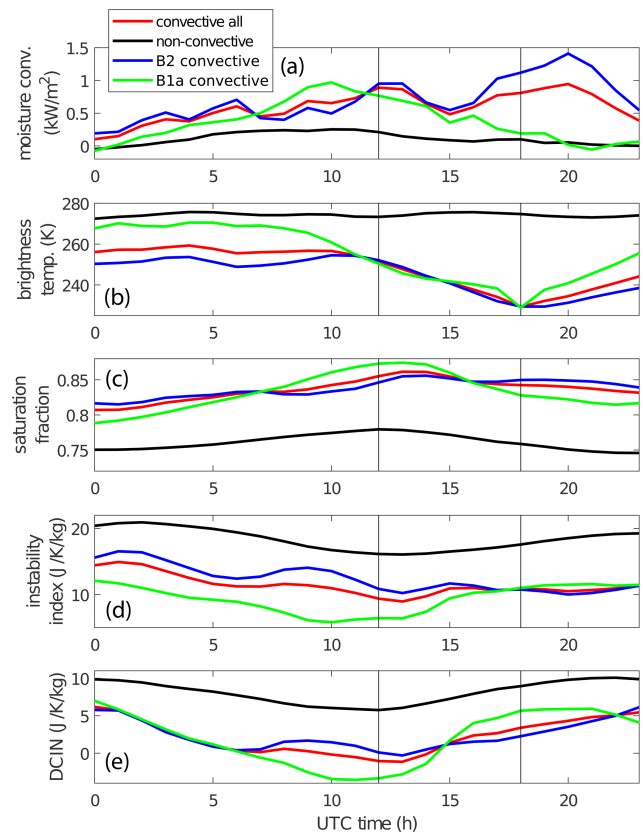 convective all
non-convective
B2 convective
B1a convective
(a)
moisture conv.
(kW/m²)
1.5
1
0.5
0
0 5 10 15 20
(b)
brightness
temp. (K)
280
260
240
0 5 10 15 20
(c)
saturation
fraction
0.85
0.8
0.75
0 5 10 15 20
(d)
instability
index (J/K/kg)
20
10
0 5 10 15 20
(e)
DCIN (J/K/kg)
10
5
0
0 5 10 15 20
UTC time (h)